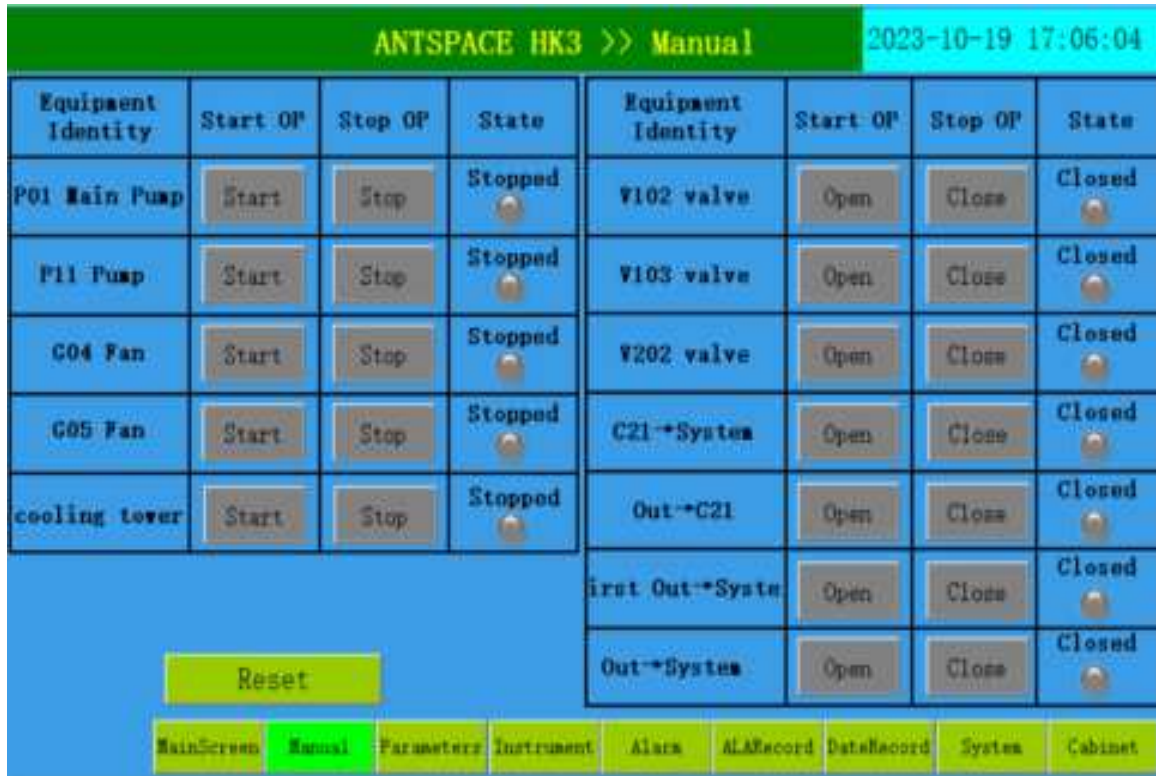 ANTSPACE HK3 >> Manual
2023-10-19 17:06:04
Equipment Identity Start OP Stop OP State
P01 Main Pump Start Stop Stopped
P11 Pump Start Stop Stopped
G04 Fan Start Stop Stopped
G05 Fan Start Stop Stopped
cooling tower Start Stop Stopped
Equipment Identity Start OP Stop OP State
V102 valve Open Close Closed
V103 valve Open Close Closed
V202 valve Open Close Closed
C21→System Open Close Closed
Out→C21 Open Close Closed
irst Out→Syste Open Close Closed
Out→System Open Close Closed
Reset
MainScreen Manual Parameters Instrument Alarm ALARecord DateRecord System Cabinet